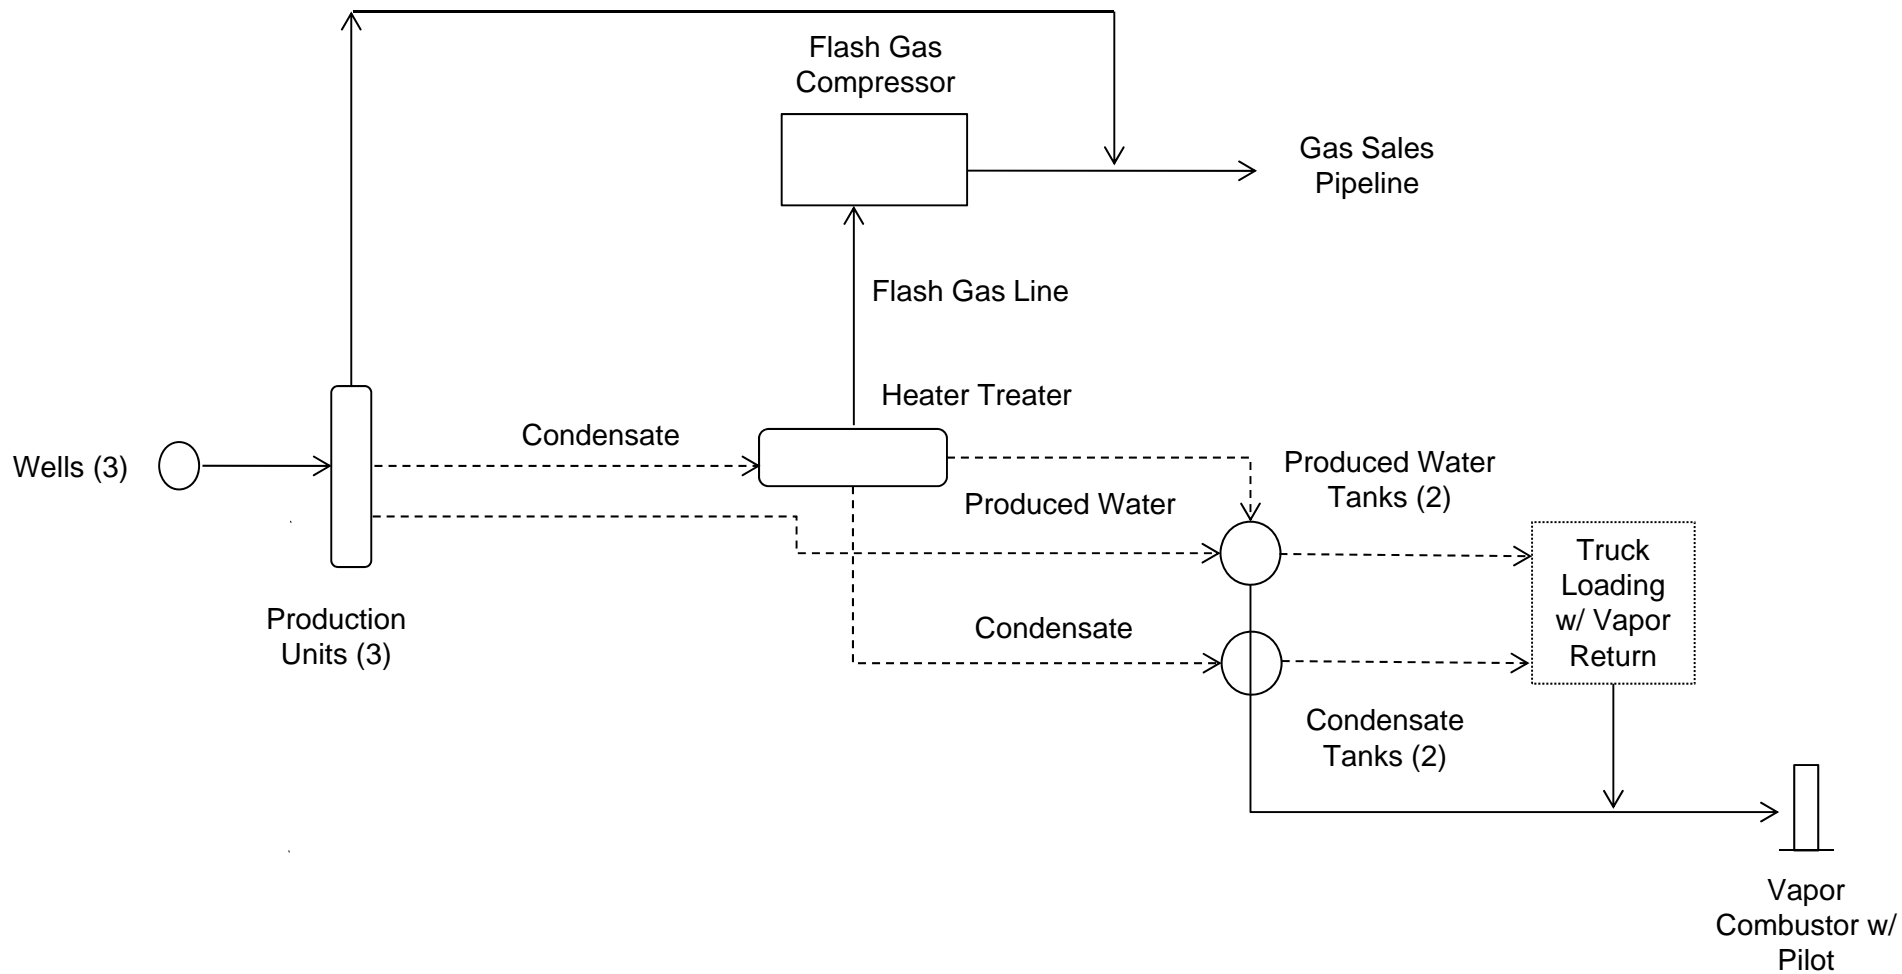 Flash Gas
Compressor
Gas Sales
Pipeline
Flash Gas Line
Heater Treater
Condensate
Wells (3)
Produced Water
Tanks (2)
Produced Water
Truck
Loading
w/ Vapor
Return
Production
Units (3)
Condensate
Condensate
Tanks (2)
Vapor
Combustor w/
Pilot